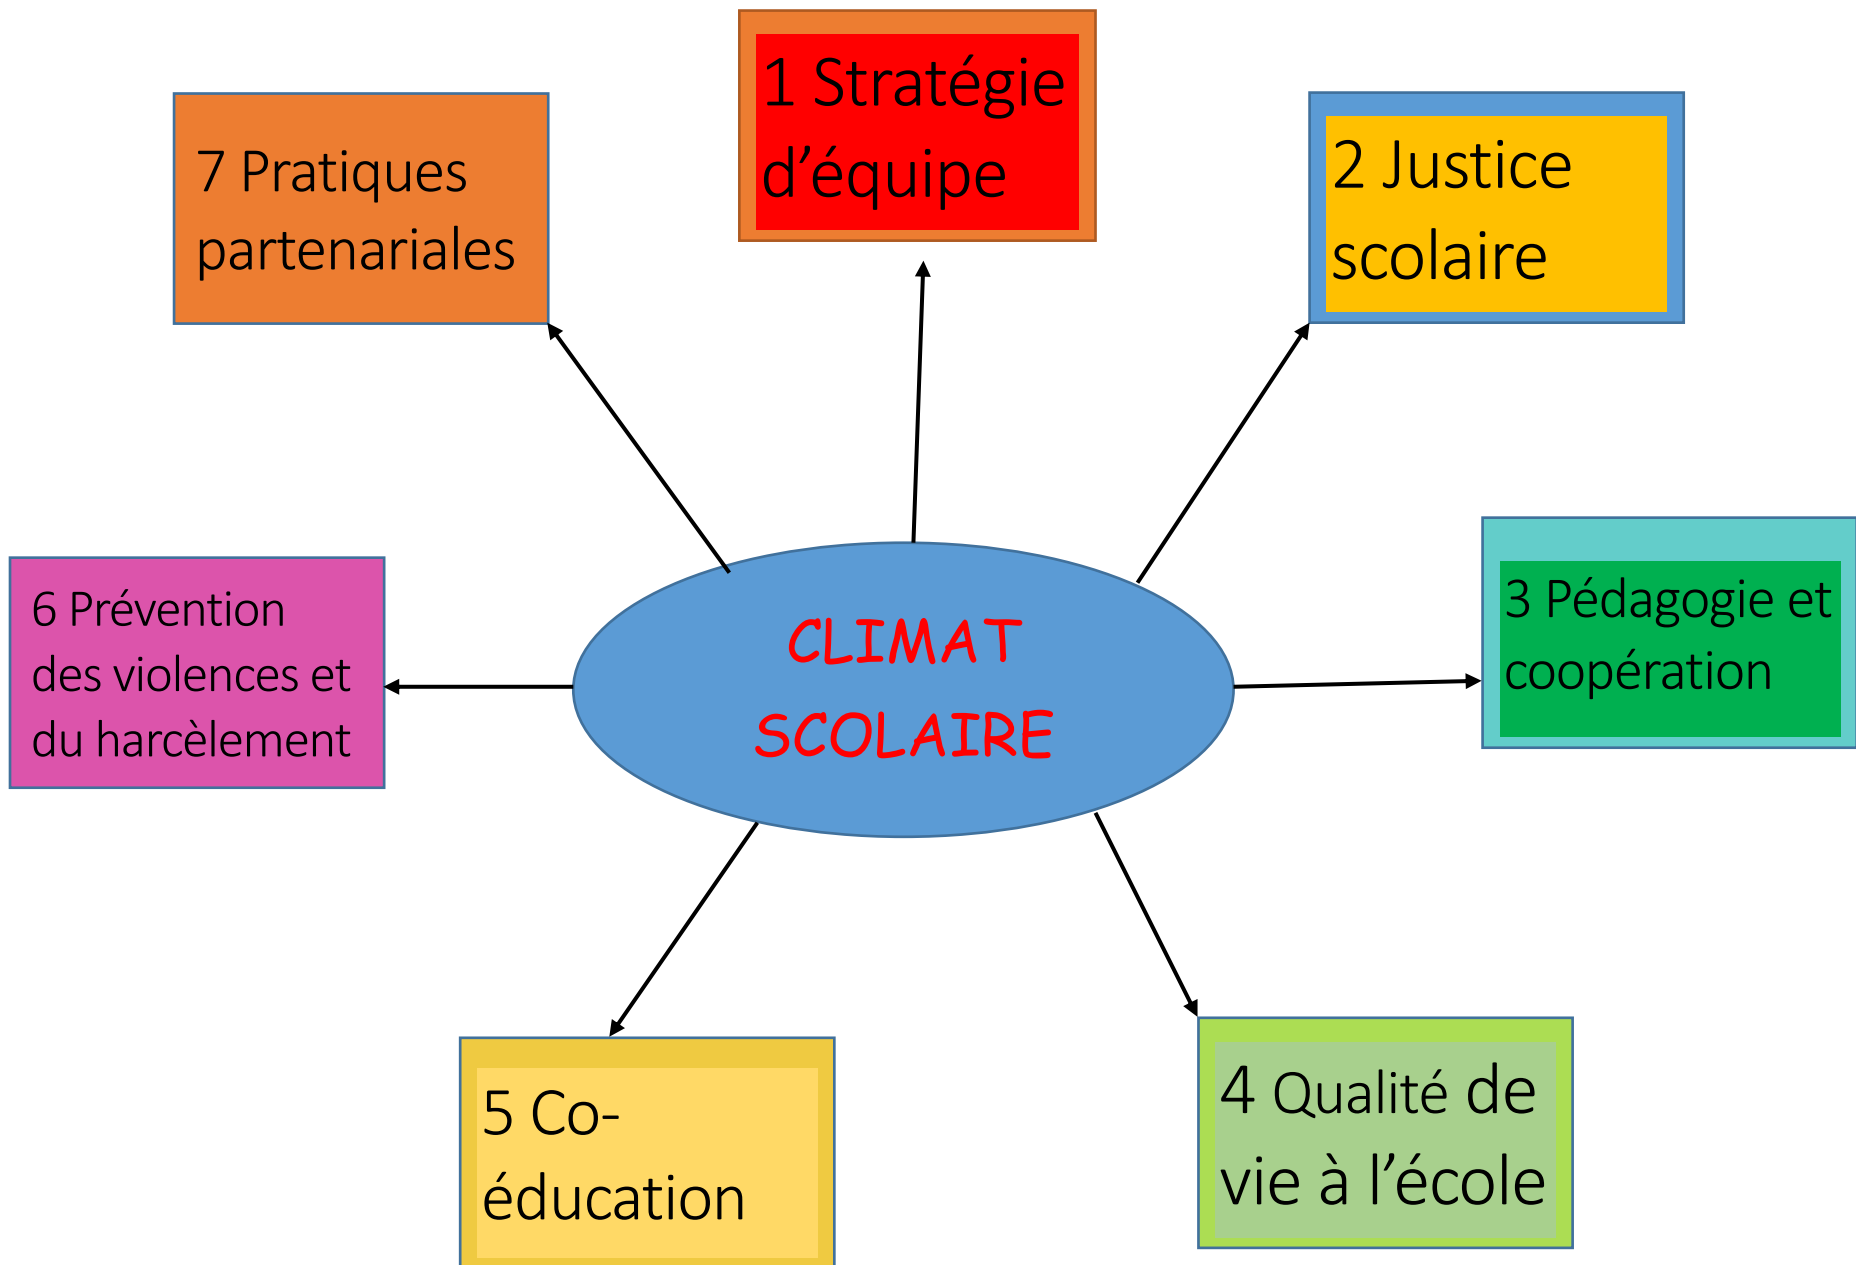 1 Stratégie
d’équipe
2 Justice
scolaire
3 Pédagogie et
coopération
4 Qualité de
vie à l’école
5 Co-
éducation
6 Prévention
des violences et
du harcèlement
7 Pratiques
partenariales
CLIMAT
SCOLAIRE